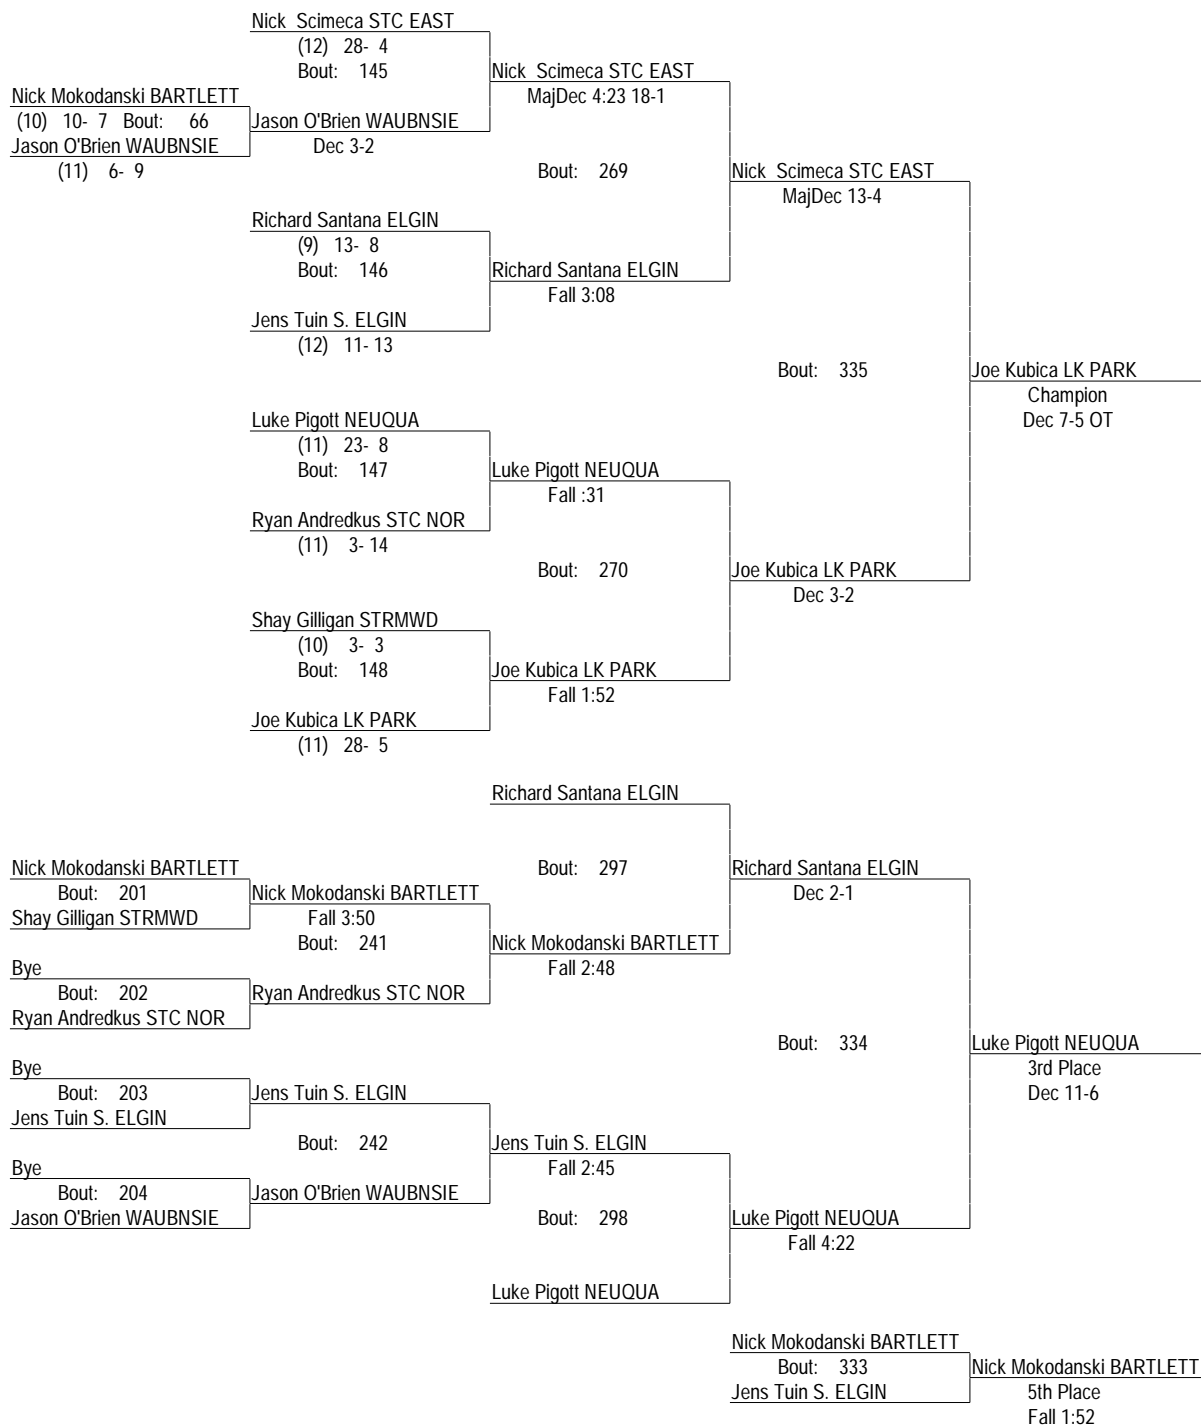 Nick  Scimeca STC EAST
(12)   28-  4
Bout:    145
Nick  Scimeca STC EAST
MajDec 4:23 18-1
Nick Mokodanski BARTLETT
(10)  10-  7   Bout:     66
Jason O'Brien WAUBNSIE
Jason O'Brien WAUBNSIE
Dec 3-2
(11)    6-  9
Bout:    269
Nick  Scimeca STC EAST
MajDec 13-4
Richard Santana ELGIN
(9)   13-  8
Bout:    146
Richard Santana ELGIN
Fall 3:08
Jens Tuin S. ELGIN
(12)   11- 13
Bout:    335
Joe Kubica LK PARK
Champion
Dec 7-5 OT
Luke Pigott NEUQUA
(11)   23-  8
Bout:    147
Luke Pigott NEUQUA
Fall :31
Ryan Andredkus STC NOR
(11)    3- 14
Bout:    270
Joe Kubica LK PARK
Dec 3-2
Shay Gilligan STRMWD
(10)    3-  3
Bout:    148
Joe Kubica LK PARK
Fall 1:52
Joe Kubica LK PARK
(11)   28-  5
Richard Santana ELGIN
Bout:    297
Richard Santana ELGIN
Dec 2-1
Nick Mokodanski BARTLETT
Bout:    201
Shay Gilligan STRMWD
Nick Mokodanski BARTLETT
Fall 3:50
Bout:    241
Nick Mokodanski BARTLETT
Fall 2:48
Bye
Bout:    202
Ryan Andredkus STC NOR
Ryan Andredkus STC NOR
Bout:    334
Luke Pigott NEUQUA
3rd Place
Dec 11-6
Bye
Bout:    203
Jens Tuin S. ELGIN
Jens Tuin S. ELGIN
Bout:    242
Jens Tuin S. ELGIN
Fall 2:45
Bye
Bout:    204
Jason O'Brien WAUBNSIE
Jason O'Brien WAUBNSIE
Bout:    298
Luke Pigott NEUQUA
Fall 4:22
Luke Pigott NEUQUA
Nick Mokodanski BARTLETT
Bout:    333
Jens Tuin S. ELGIN
Nick Mokodanski BARTLETT
5th Place
Fall 1:52